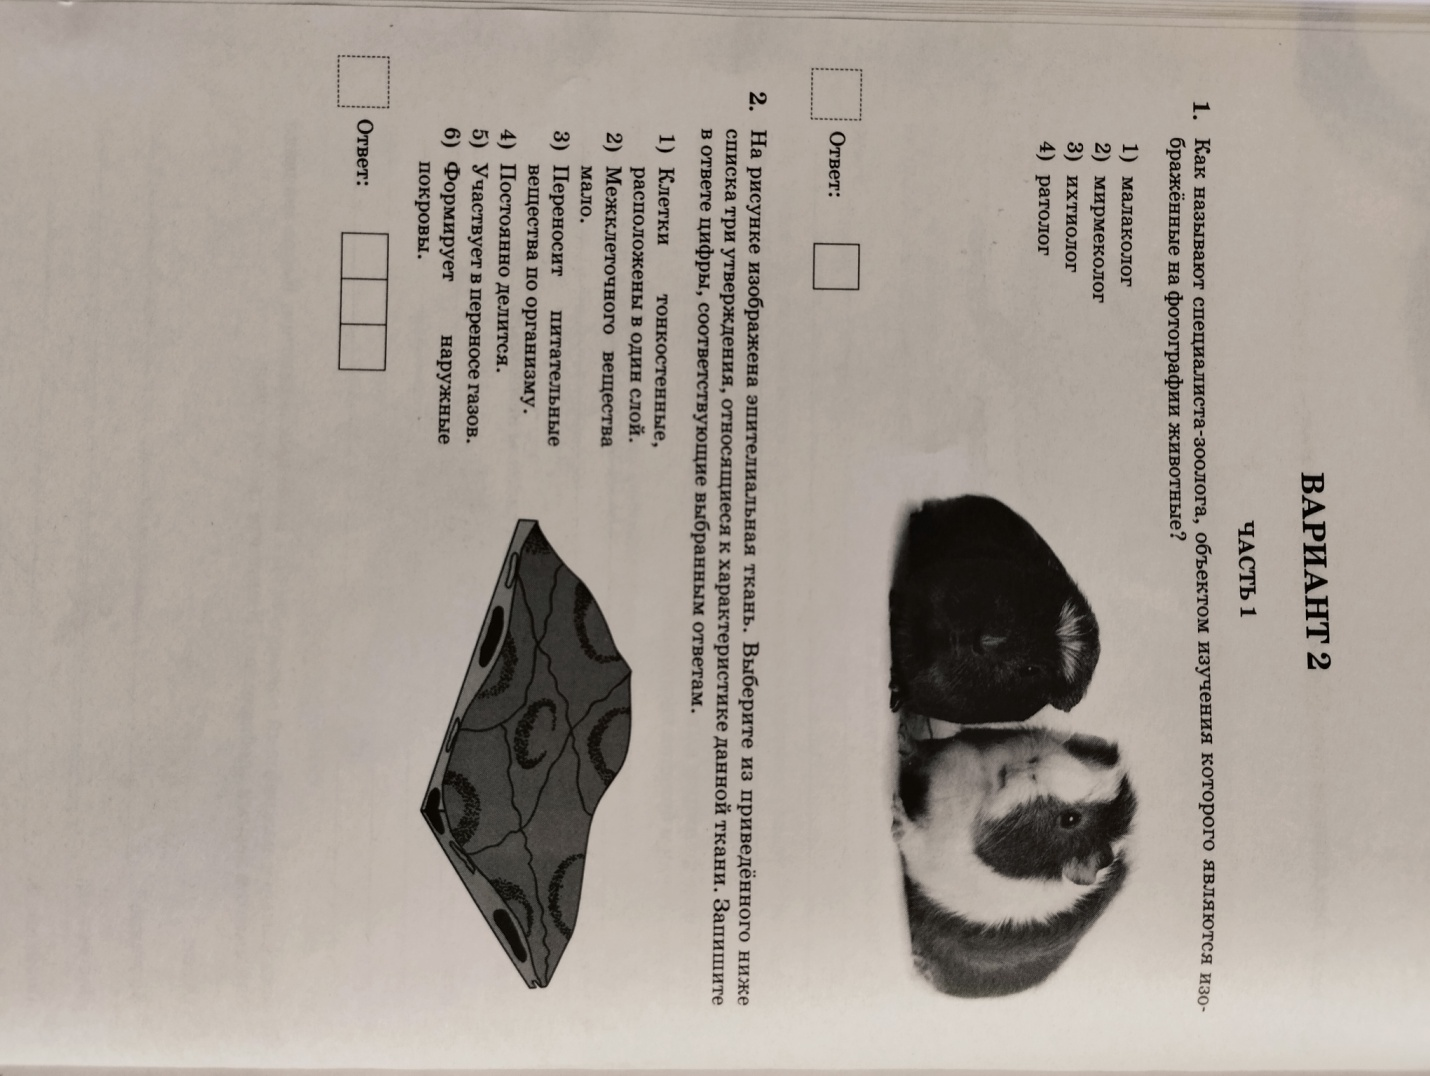 ВАРИАНТ 2
ЧАСТЬ 1
1. Как называют специалиста-зоолога, объектом изучения которого являются изо-
бражённые на фотографии животные?
1) малаколог
2) мирмеколог
3) ихтиолог
4) ратолог
Ответ:
2. На рисунке изображена эпителиальная ткань. Выберите из приведённого ниже
списка три утверждения, относящиеся к характеристике данной ткани. Запишите
в ответе цифры, соответствующие выбранным ответам.
1) Клетки тонкостенные,
расположены в один слой.
2) Межклеточного вещества
мало.
3) Переносит питательные
вещества по организму.
4) Постоянно делится.
5) Участвует в переносе газов.
6) Формирует наружные
покровы.
Ответ: